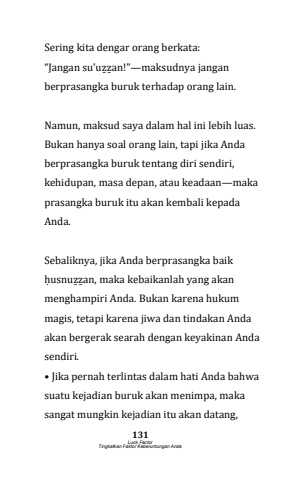 Sering kita dengar orang berkata:
“Jangan su’uẓẓan!”—maksudnya jangan
berprasangka buruk terhadap orang lain.
Namun, maksud saya dalam hal ini lebih luas.
Bukan hanya soal orang lain, tapi jika Anda
berprasangka buruk tentang diri sendiri,
kehidupan, masa depan, atau keadaan—maka
prasangka buruk itu akan kembali kepada
Anda.
Sebaliknya, jika Anda berprasangka baik
ḥusnuẓẓan, maka kebaikanlah yang akan
menghampiri Anda. Bukan karena hukum
magis, tetapi karena jiwa dan tindakan Anda
akan bergerak searah dengan keyakinan Anda
sendiri.
• Jika pernah terlintas dalam hati Anda bahwa
suatu kejadian buruk akan menimpa, maka
sangat mungkin kejadian itu akan datang,
131
Luck Factor
Tingkatkan Faktor Keberuntungan Anda